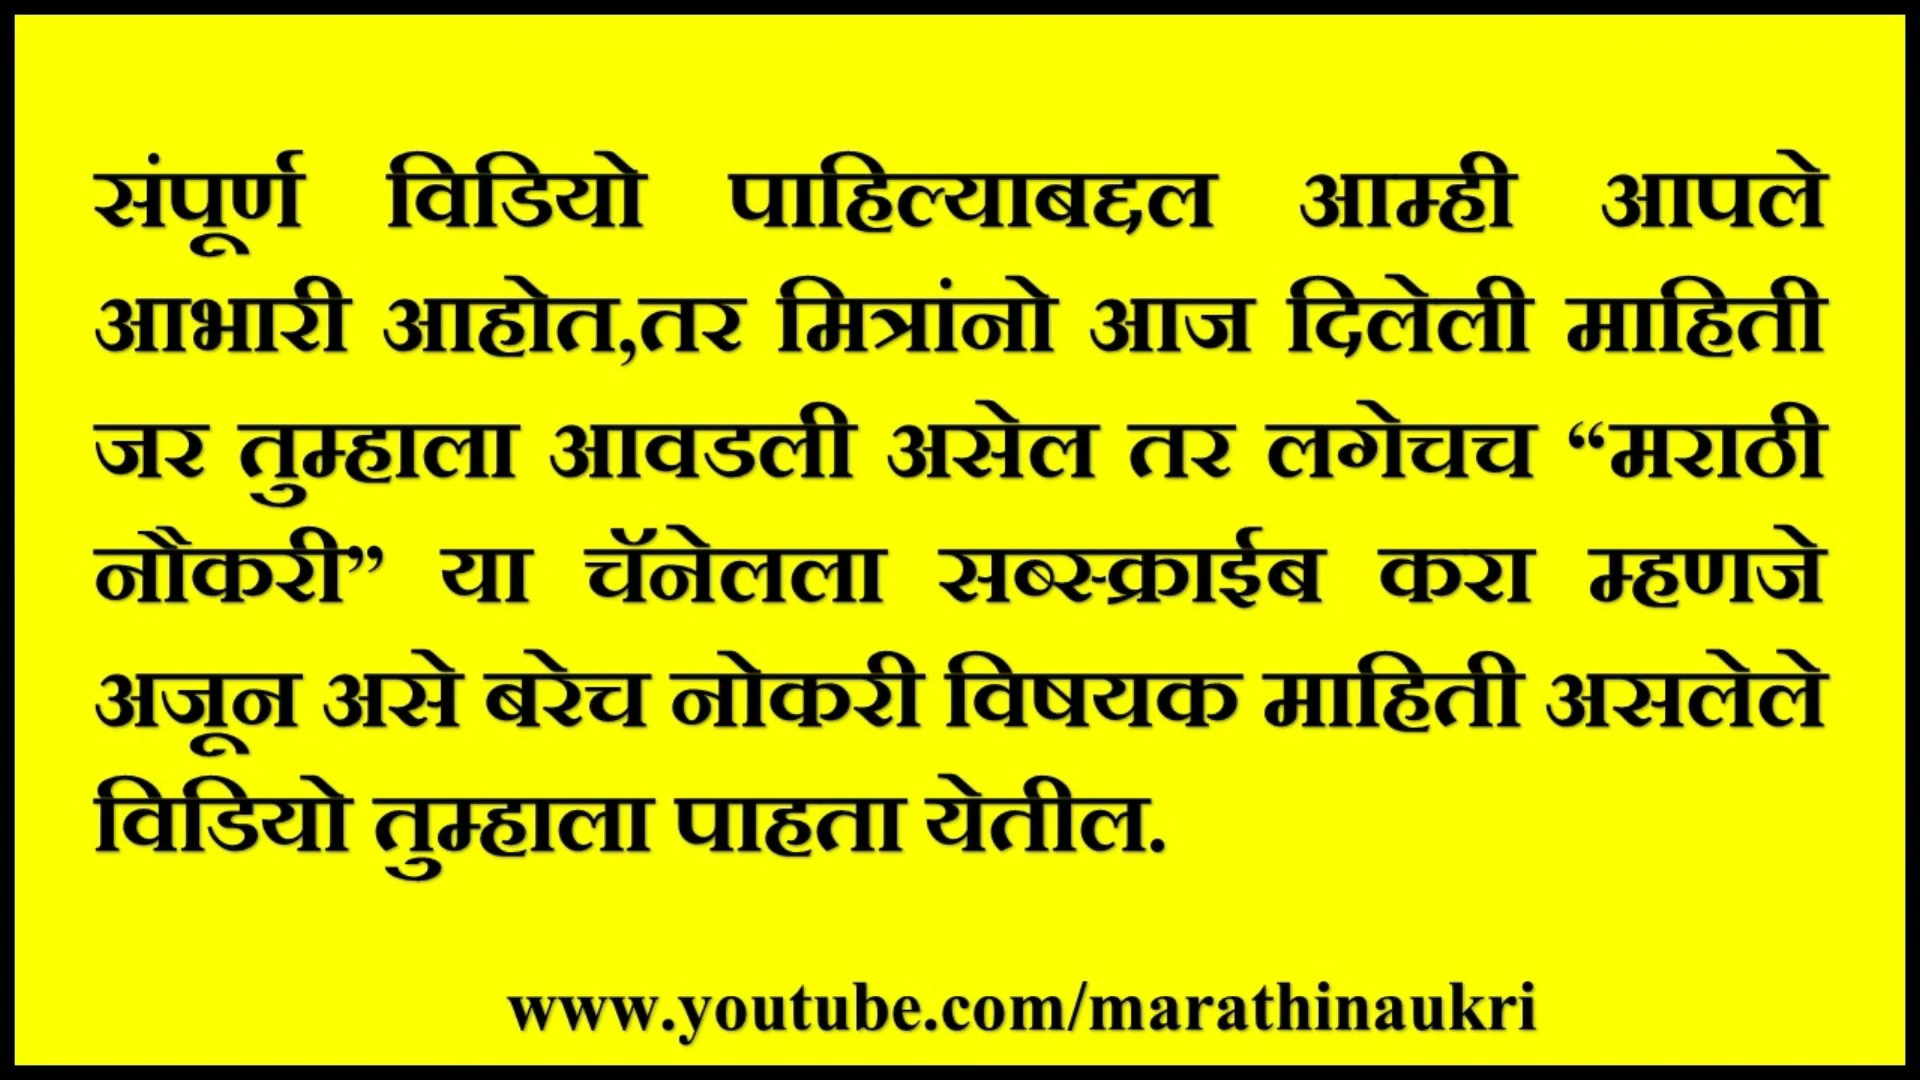 संपूर्ण विडियो पाहिल्याबद्दल आम्ही आपले
आभारी आहोत,तर मित्रांनो आज दिलेली माहिती
जर तुम्हाला आवडली असेल तर लगेचच “मराठी
नौकरी” या चॅनेलला सब्स्क्राईब करा म्हणजे
अजून असे बरेच नोकरी विषयक माहिती असलेले
विडियो तुम्हाला पाहता येतील.
www.youtube.com/marathinaukri